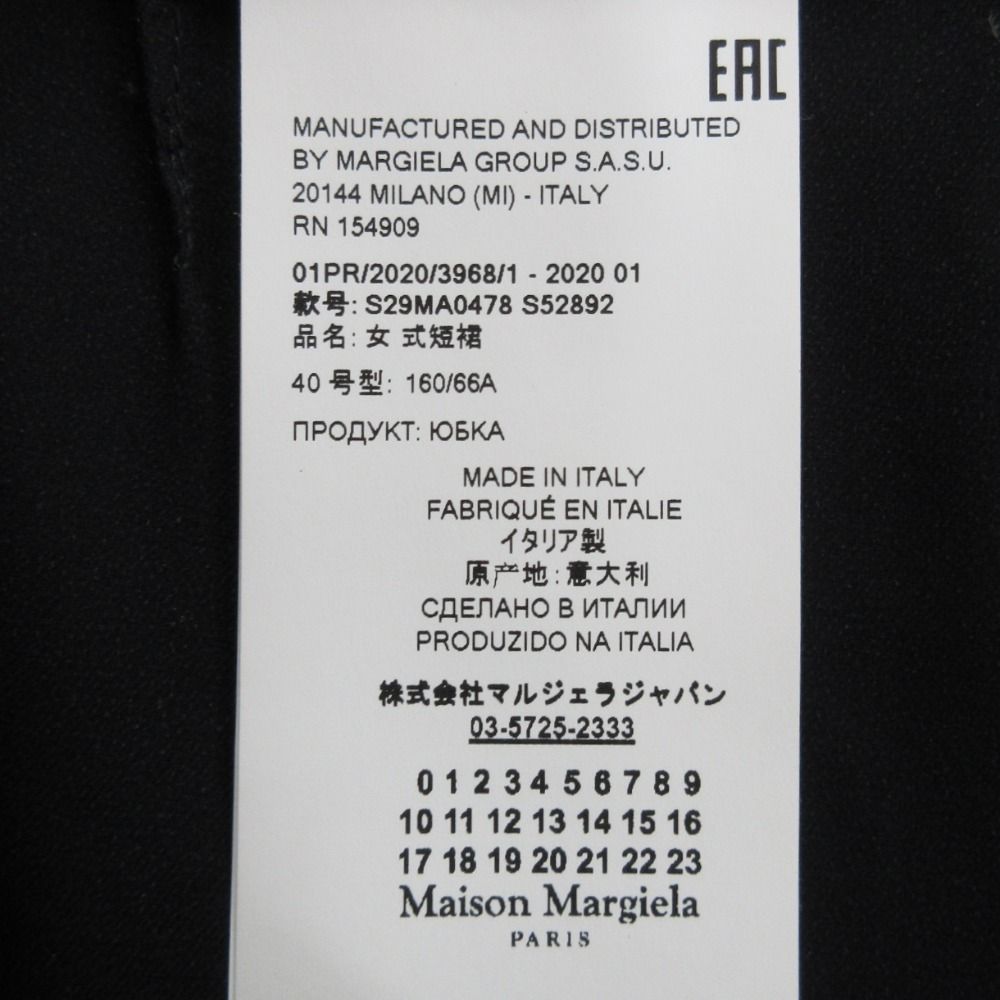 EAC
MANUFACTURED AND DISTRIBUTED
BY MARGIELA GROUP S.A.S.U.
20144 MILANO (MI) - ITALY
RN 154909
01PR/2020/3968/1 - 2020 01
款号: S29MA0478 S52892
品名: 女 式短裙
40 号型: 160/66A
ПРОДУКТ: ЮБКА
MADE IN ITALY
FABRIQUÉ EN ITALIE
イタリア製
原产地: 意大利
СДЕЛАНО В ИТАЛИИ
PRODUZIDO NA ITALIA
株式会社マルジェラジャパン
03-5725-2333
0 1 2 3 4 5 6 7 8 9
10 11 12 13 14 15 16
17 18 19 20 21 22 23
Maison Margiela
PARIS